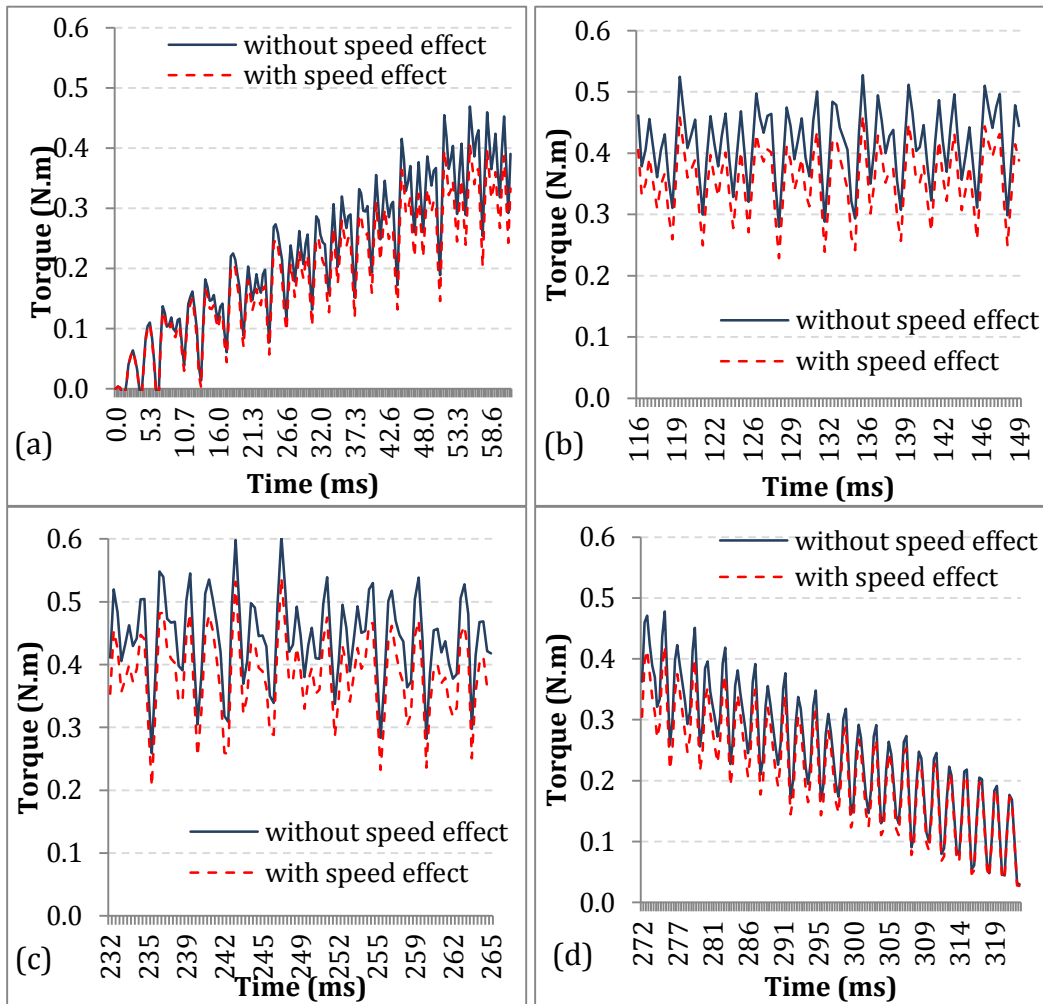 0.6
0.5
0.4
0.3
0.2
0.1
0.0
Torque (N.m)
without speed effect
with speed effect
0.0 5.3 10.7 16.0 21.3 26.6 32.0 37.3 42.6 48.0 53.3 58.6
(a)
Time (ms)
0.6
0.5
0.4
0.3
0.2
0.1
0.0
Torque (N.m)
without speed effect
with speed effect
116 119 122 126 129 132 136 139 142 146 149
(b)
Time (ms)
0.6
0.5
0.4
0.3
0.2
0.1
0.0
Torque (N.m)
without speed effect
with speed effect
232 235 239 242 245 249 252 255 259 262 265
(c)
Time (ms)
0.6
0.5
0.4
0.3
0.2
0.1
0.0
Torque (N.m)
without speed effect
with speed effect
272 277 281 286 291 295 300 305 309 314 319
(d)
Time (ms)